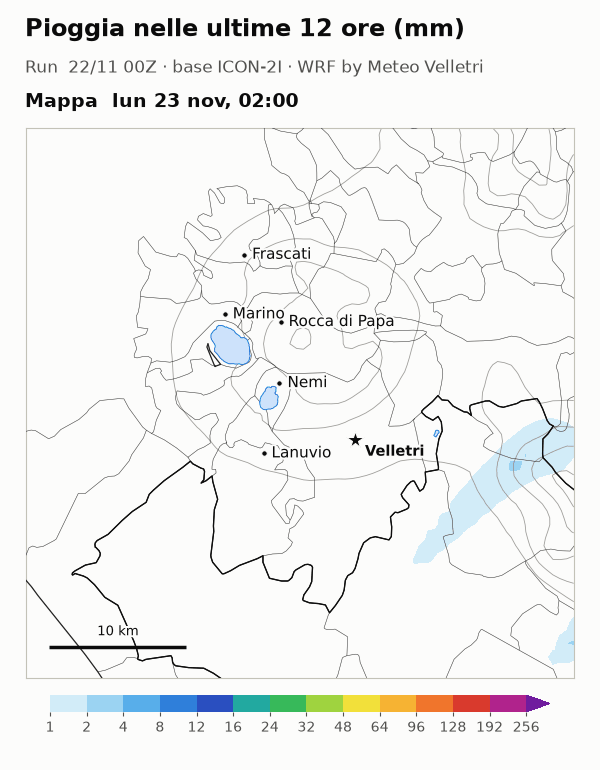 Pioggia nelle ultime 12 ore (mm)
Run  22/11 00Z · base ICON-2I · WRF by Meteo Velletri
Mappa  lun 23 nov, 02:00
Frascati
Marino
Rocca di Papa
Nemi
Velletri
Lanuvio
10 km
1 2 4 8 12 16 24 32 48 64 96 128 192 256